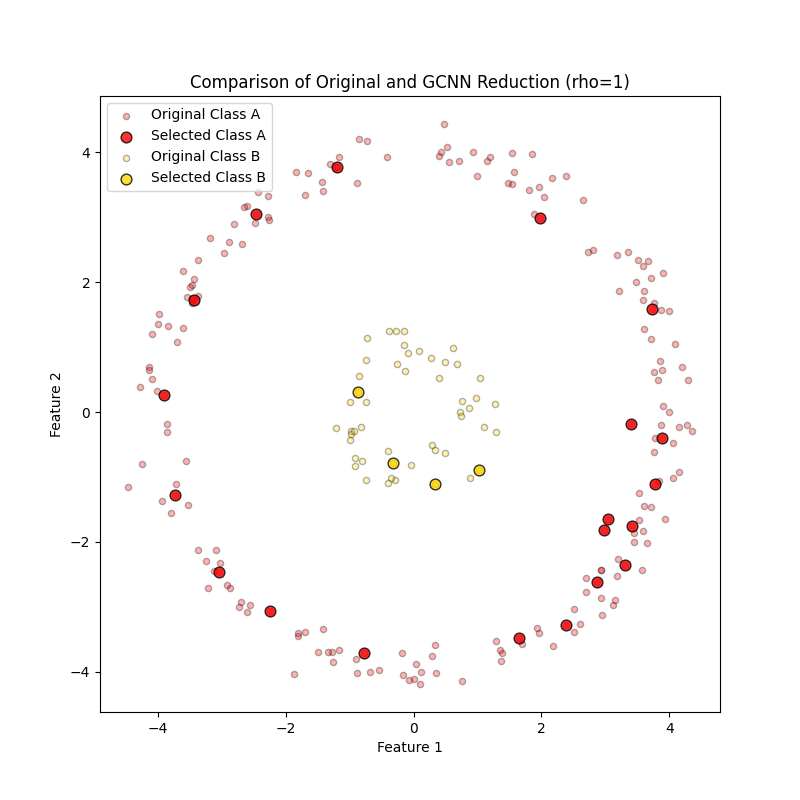 Comparison of Original and GCNN Reduction (rho=1)
Original Class A
Selected Class A
Original Class B
Selected Class B
4
2
0
−2
−4
Feature 2
−4
−2
0
2
4
Feature 1